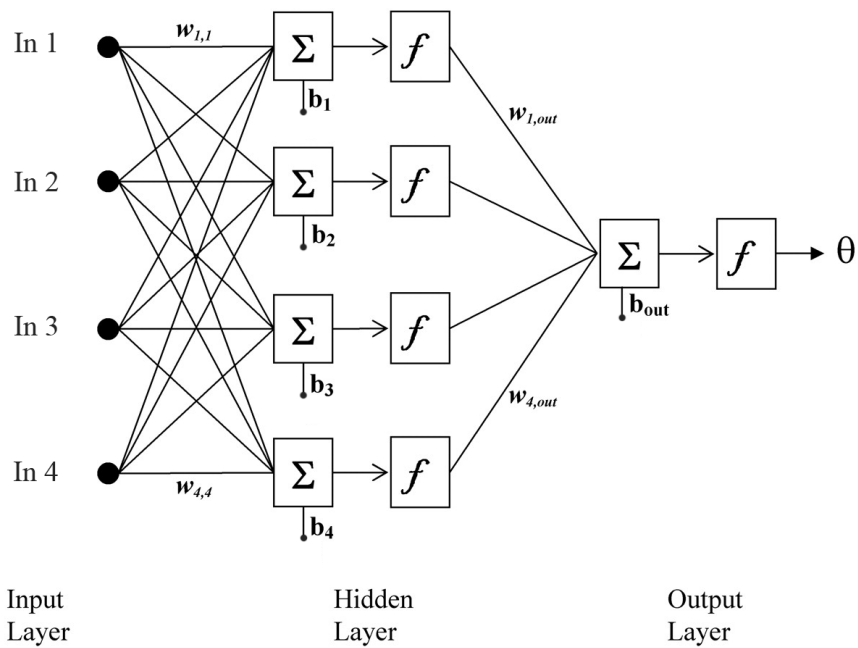 In 1
w1,1
Σ
f
b1
w1,out
In 2
Σ
f
b2
Σ
f
θ
bout
In 3
Σ
f
b3
w4,out
In 4
w4,4
Σ
f
b4
Input
Layer
Hidden
Layer
Output
Layer